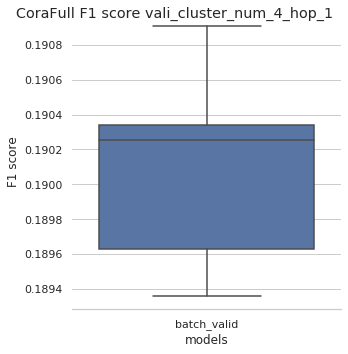 CoraFull F1 score vali_cluster_num_4_hop_1
0.1908
0.1906
0.1904
0.1902
0.1900
0.1898
0.1896
0.1894
F1 score
batch_valid
models